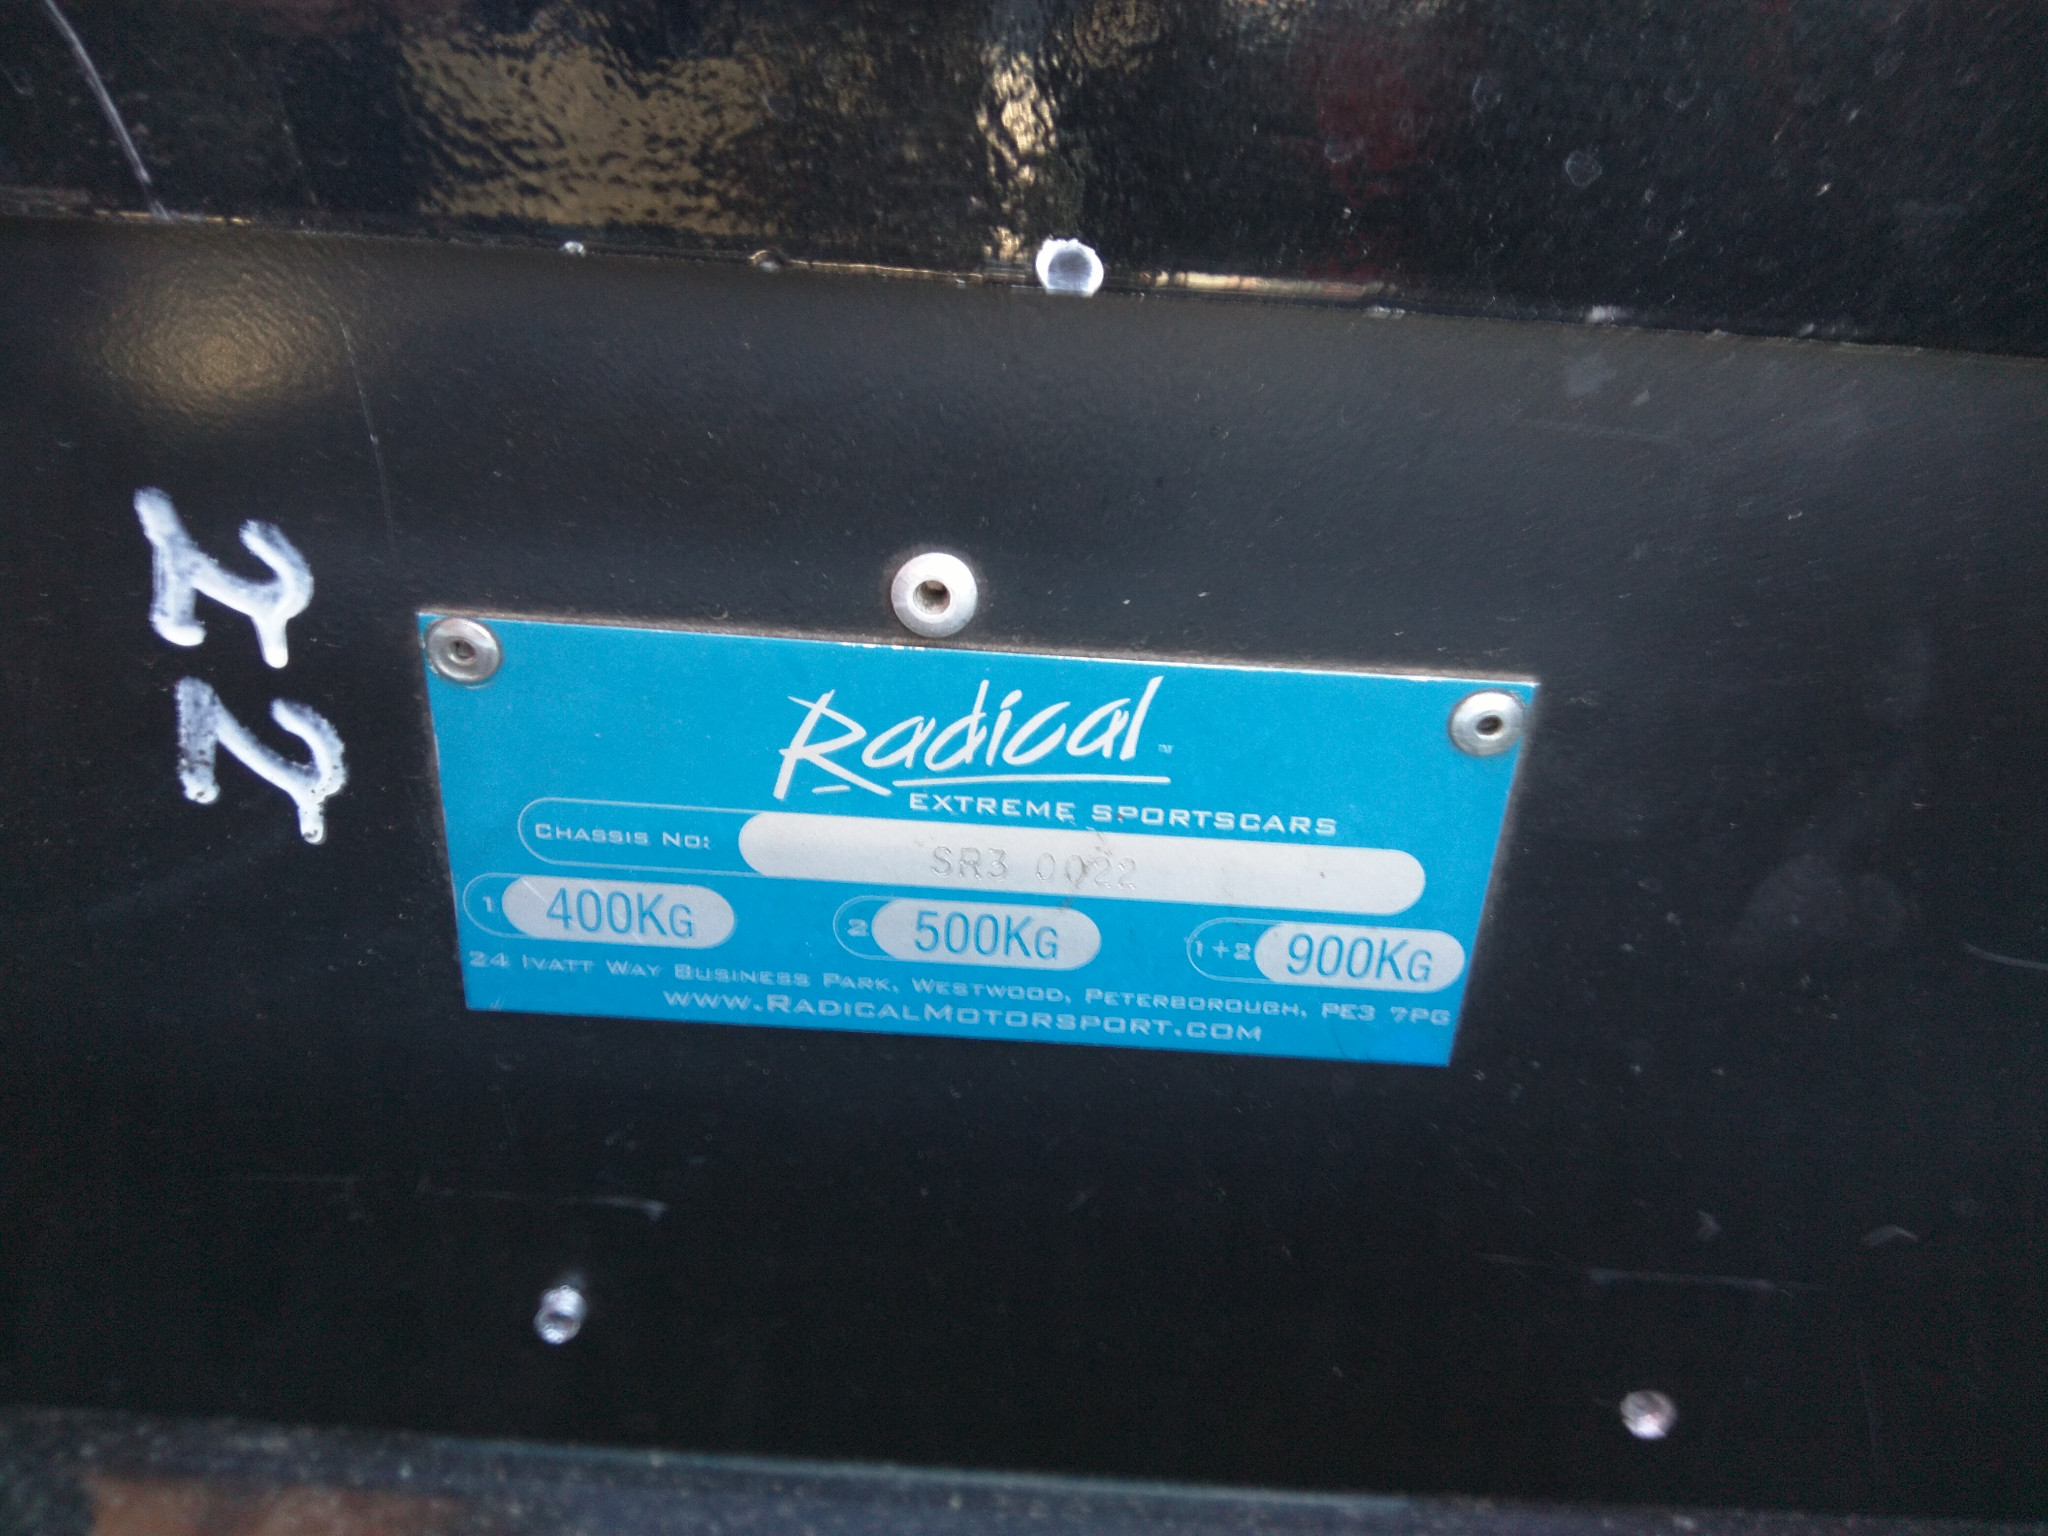 22
Radical™
EXTREME SPORTSCARS
CHASSIS NO: SR3 0022
1 400KG 2 500KG 1+2 900KG
24 IVATT WAY BUSINESS PARK, WESTWOOD, PETERBOROUGH, PE3 7PG
WWW.RADICALMOTORSPORT.COM